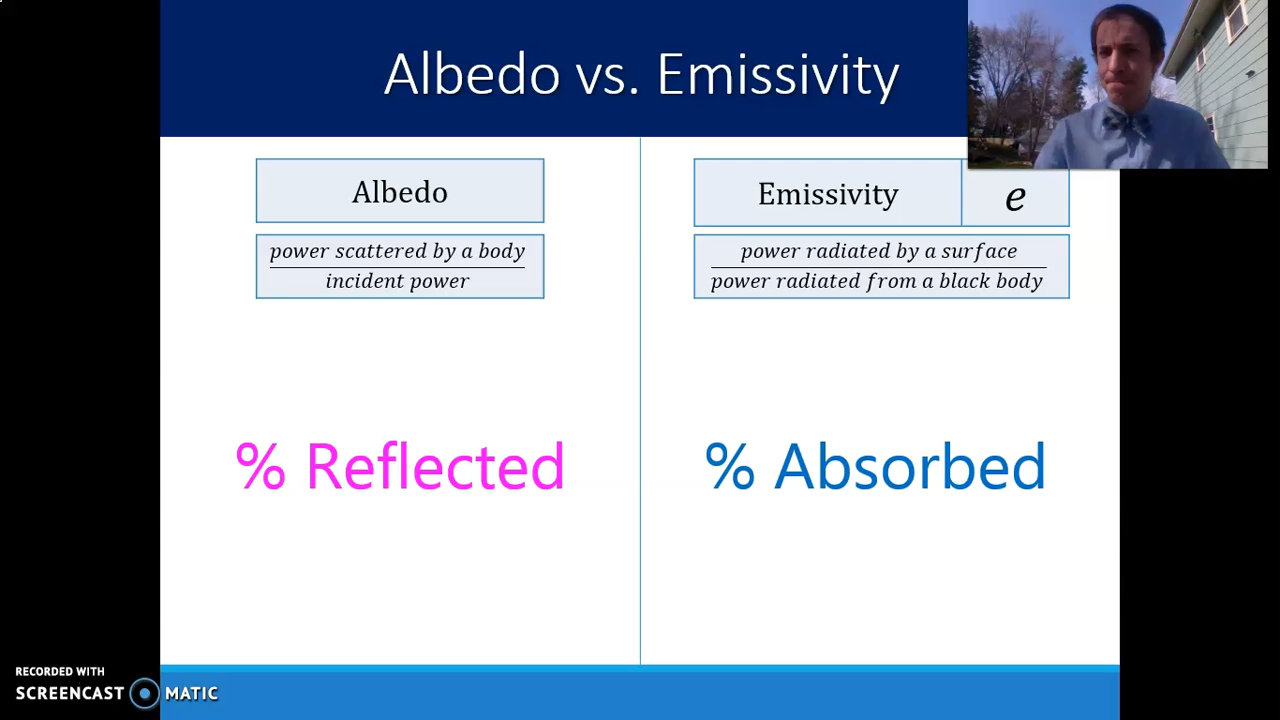 Albedo vs. Emissivity
Albedo
power scattered by a body
incident power
% Reflected
Emissivity e
power radiated by a surface
power radiated from a black body
% Absorbed
RECORDED WITH
SCREENCAST MATIC